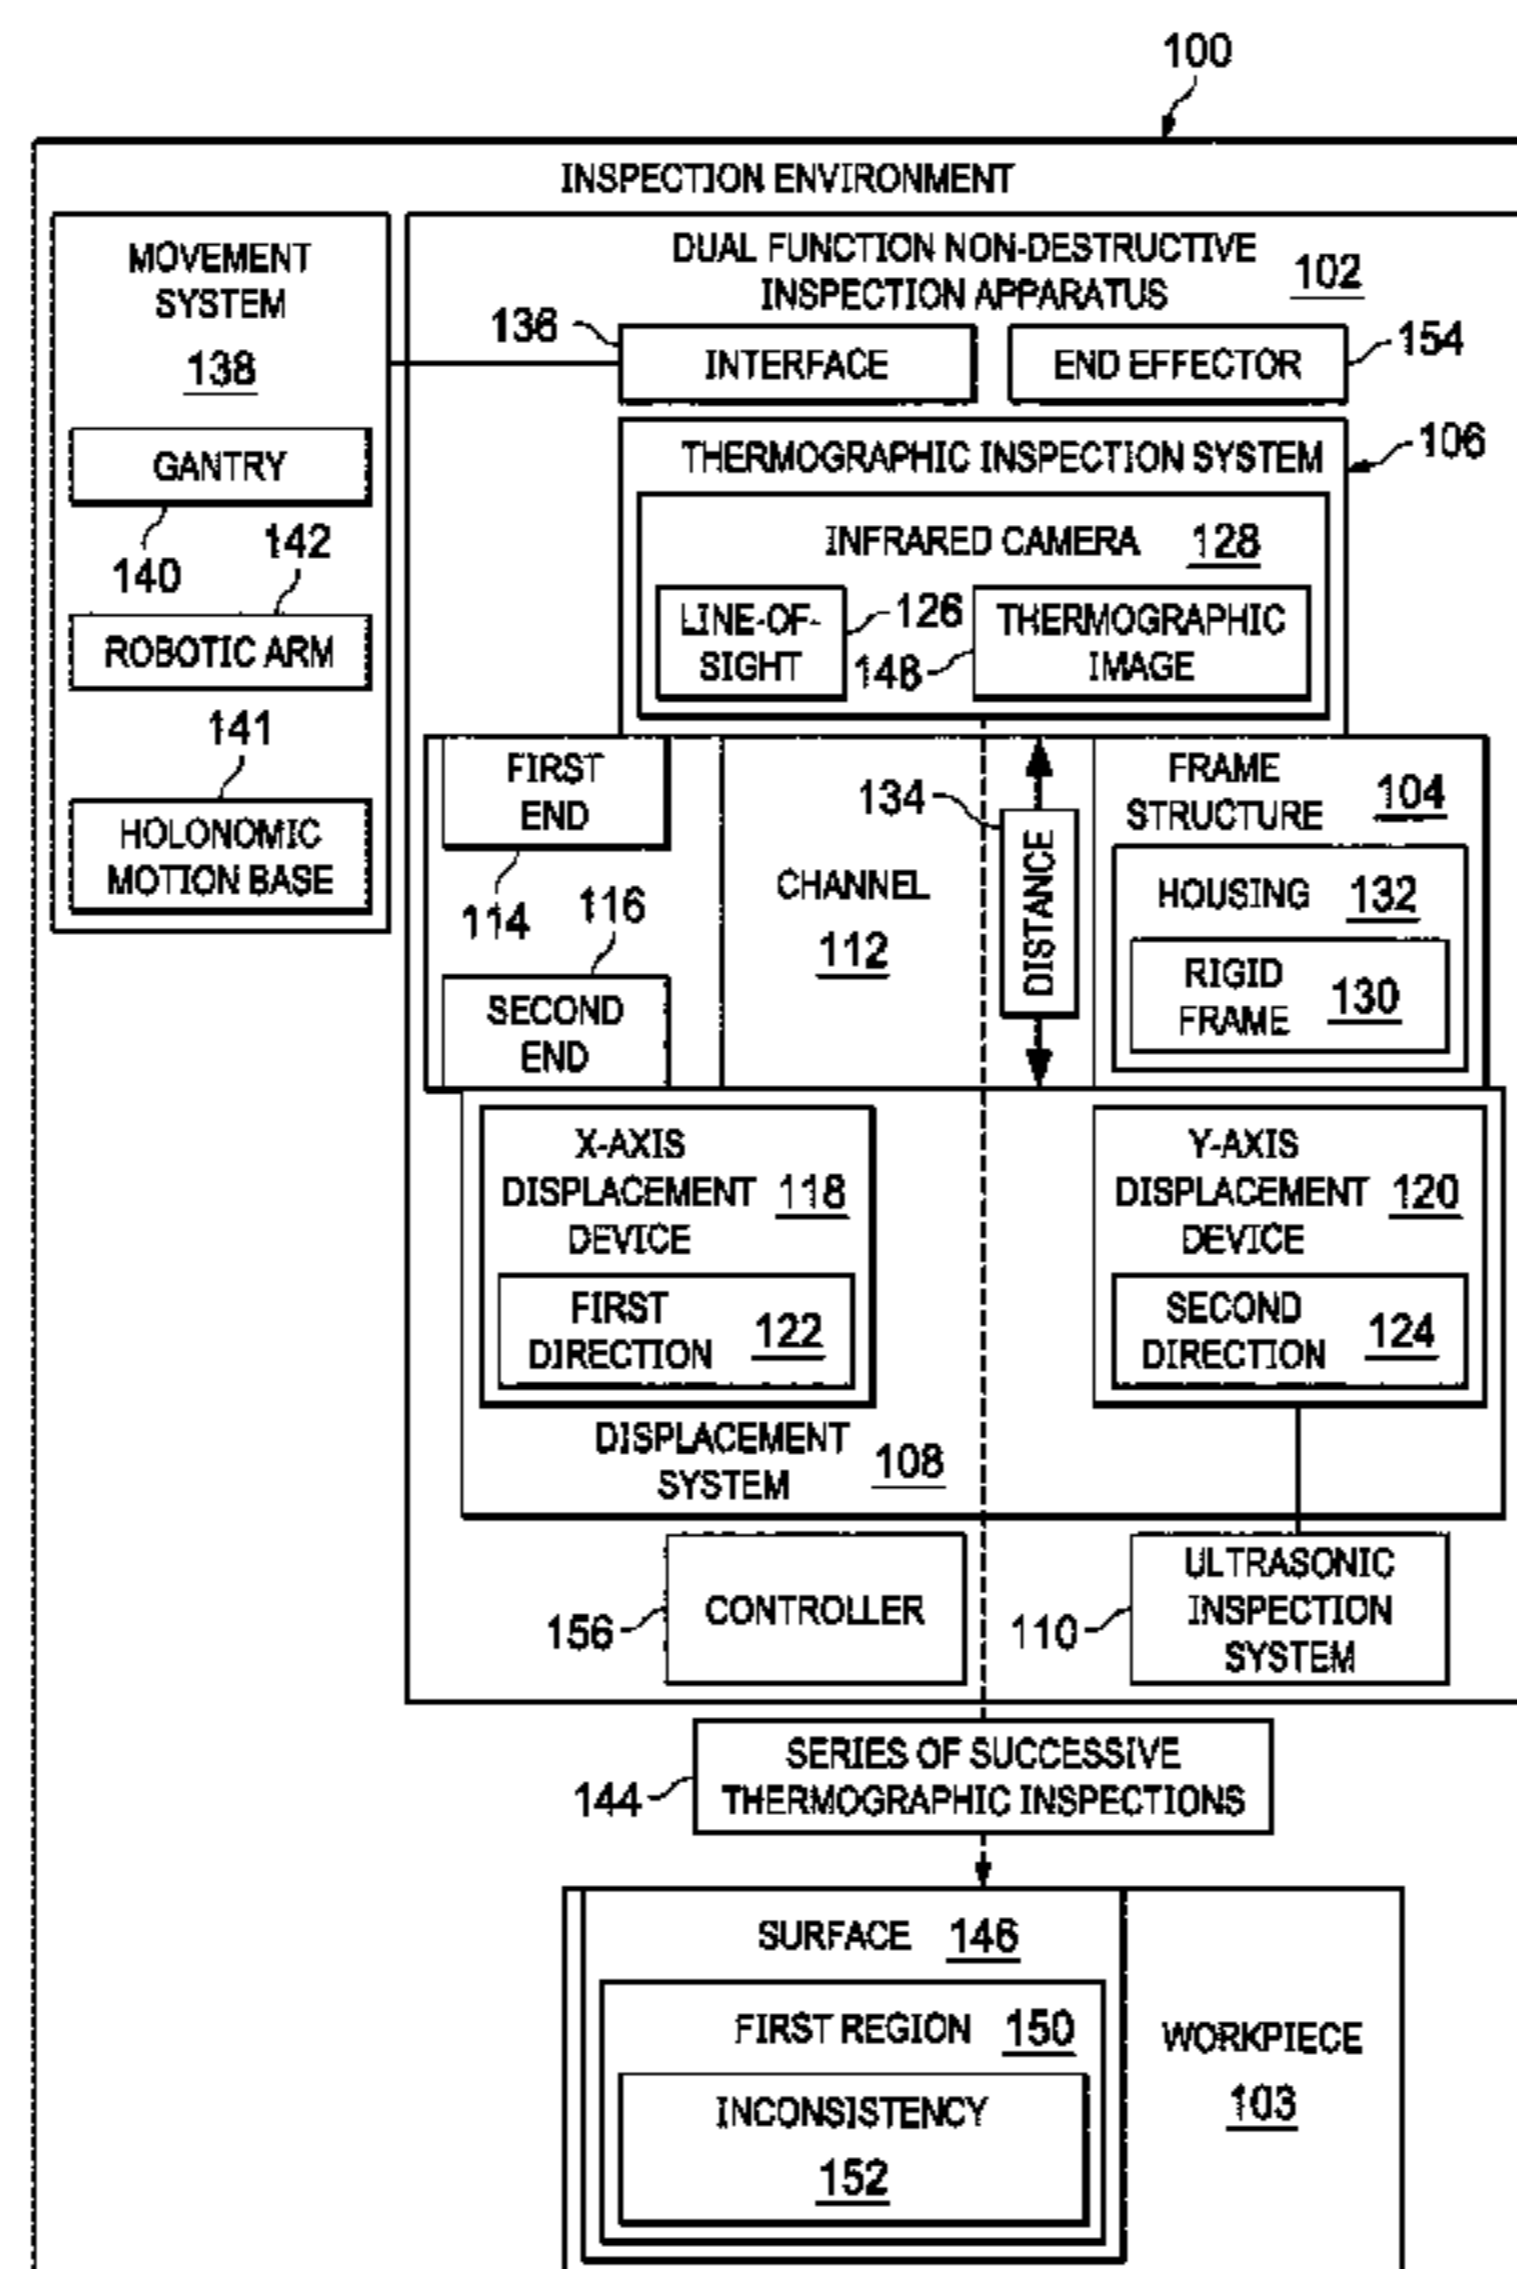 100
INSPECTION ENVIRONMENT
MOVEMENT
SYSTEM
138
GANTRY
140
142
ROBOTIC ARM
141
HOLONOMIC
MOTION BASE
DUAL FUNCTION NON-DESTRUCTIVE
INSPECTION APPARATUS
102
136
INTERFACE
END EFFECTOR
154
THERMOGRAPHIC INSPECTION SYSTEM
106
INFRARED CAMERA 128
LINE-OF-
SIGHT
126
148
THERMOGRAPHIC
IMAGE
FIRST
END
114
116
SECOND
END
CHANNEL
112
134
DISTANCE
FRAME
STRUCTURE
104
HOUSING 132
RIGID
FRAME
130
X-AXIS
DISPLACEMENT 118
DEVICE
FIRST
DIRECTION
122
Y-AXIS
DISPLACEMENT 120
DEVICE
SECOND
DIRECTION
124
DISPLACEMENT
SYSTEM
108
156
CONTROLLER
110
ULTRASONIC
INSPECTION
SYSTEM
144
SERIES OF SUCCESSIVE
THERMOGRAPHIC INSPECTIONS
SURFACE 146
FIRST REGION 150
INCONSISTENCY
152
WORKPIECE
103